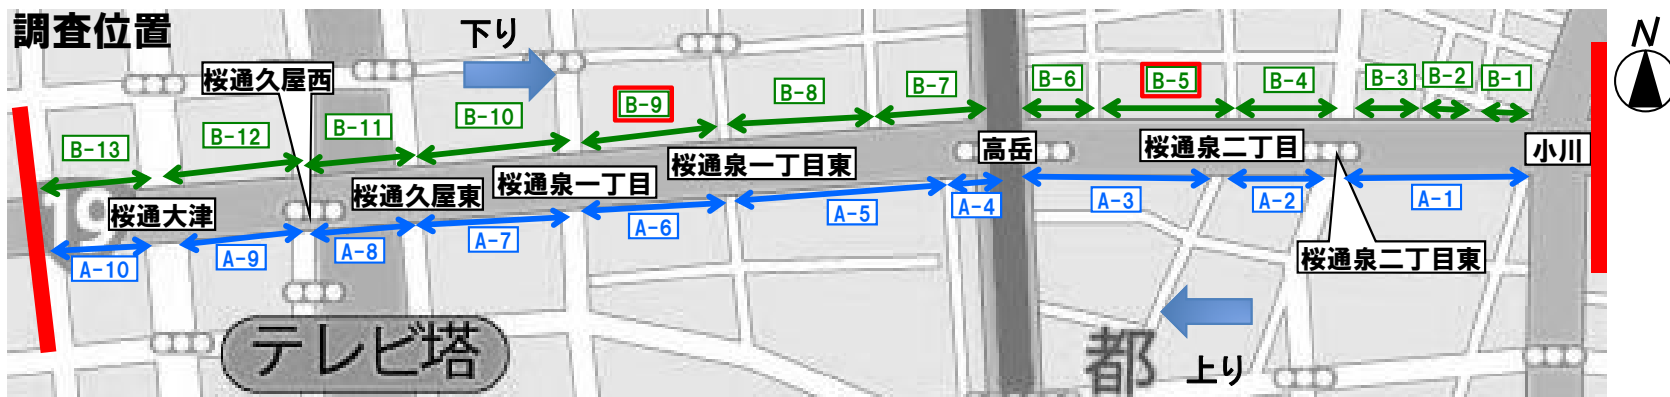 調査位置
下り
N
桜通久屋西
B-13
B-12
B-11
B-10
B-9
B-8
B-7
B-6
B-5
B-4
B-3
B-2
B-1
桜通大津
桜通久屋東
桜通泉一丁目
桜通泉一丁目東
高岳
桜通泉二丁目
小川
19
A-10
A-9
A-8
A-7
A-6
A-5
A-4
A-3
A-2
A-1
桜通泉二丁目東
テレビ塔
都
上り